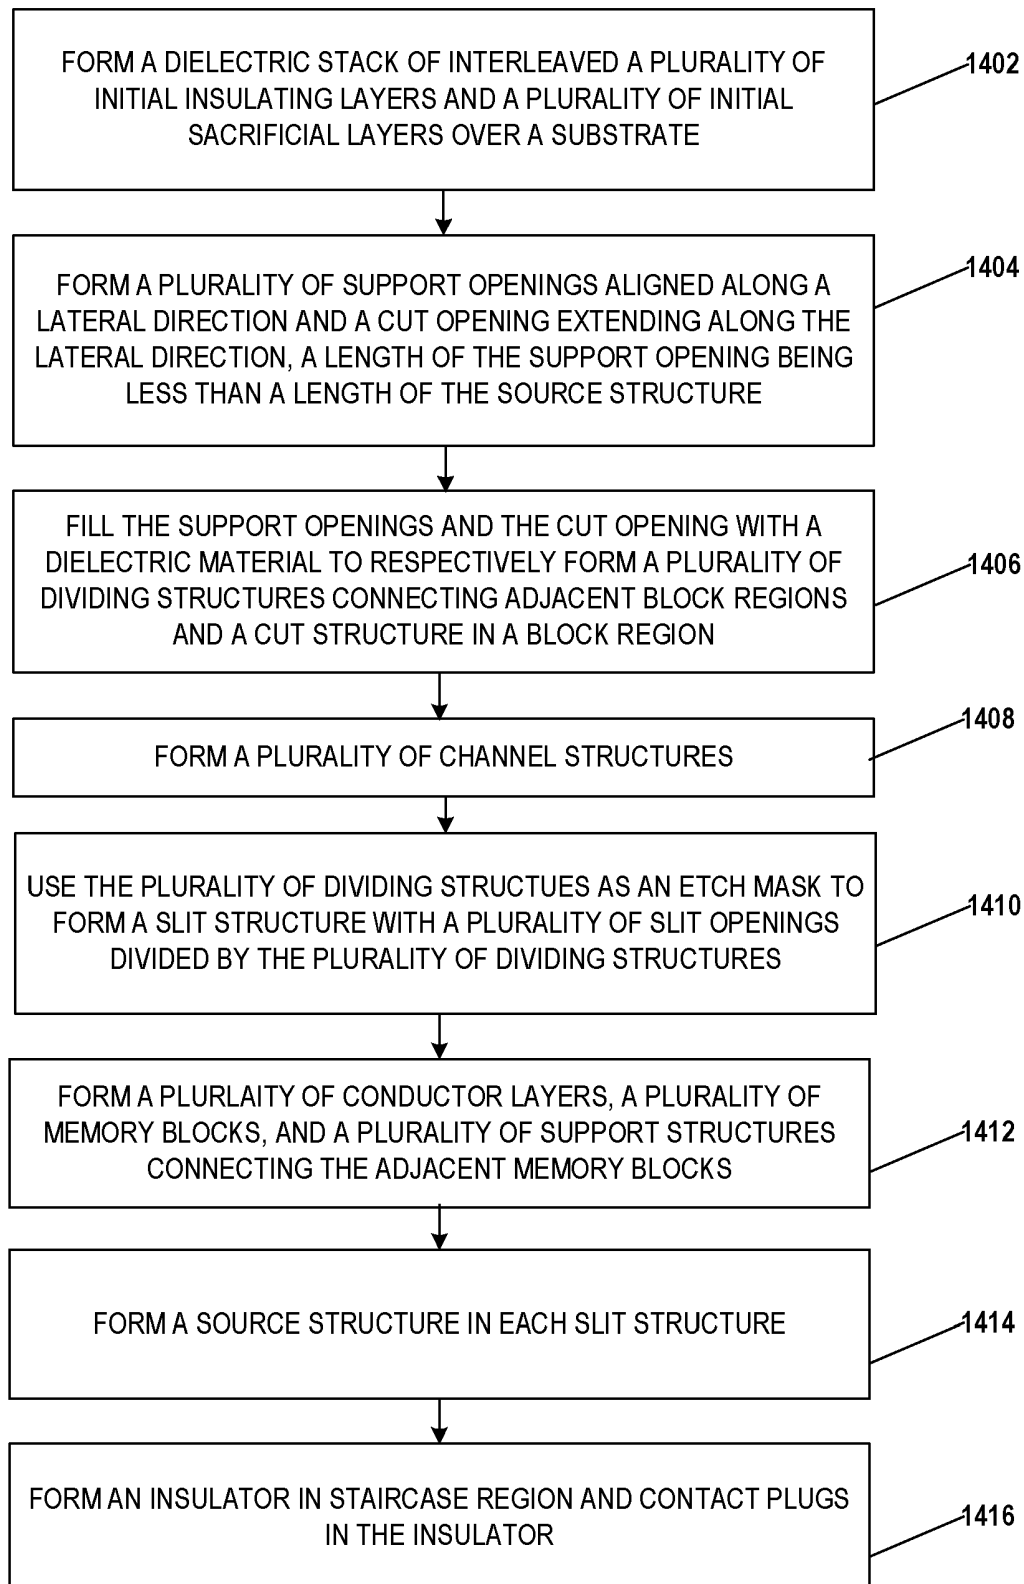 FORM A DIELECTRIC STACK OF INTERLEAVED A PLURALITY OF
INITIAL INSULATING LAYERS AND A PLURALITY OF INITIAL
SACRIFICIAL LAYERS OVER A SUBSTRATE
1402
FORM A PLURALITY OF SUPPORT OPENINGS ALIGNED ALONG A
LATERAL DIRECTION AND A CUT OPENING EXTENDING ALONG THE
LATERAL DIRECTION, A LENGTH OF THE SUPPORT OPENING BEING
LESS THAN A LENGTH OF THE SOURCE STRUCTURE
1404
FILL THE SUPPORT OPENINGS AND THE CUT OPENING WITH A
DIELECTRIC MATERIAL TO RESPECTIVELY FORM A PLURALITY OF
DIVIDING STRUCTURES CONNECTING ADJACENT BLOCK REGIONS
AND A CUT STRUCTURE IN A BLOCK REGION
1406
FORM A PLURALITY OF CHANNEL STRUCTURES
1408
USE THE PLURALITY OF DIVIDING STRUCTUES AS AN ETCH MASK TO
FORM A SLIT STRUCTURE WITH A PLURALITY OF SLIT OPENINGS
DIVIDED BY THE PLURALITY OF DIVIDING STRUCTURES
1410
FORM A PLURLAITY OF CONDUCTOR LAYERS, A PLURALITY OF
MEMORY BLOCKS, AND A PLURALITY OF SUPPORT STRUCTURES
CONNECTING THE ADJACENT MEMORY BLOCKS
1412
FORM A SOURCE STRUCTURE IN EACH SLIT STRUCTURE
1414
FORM AN INSULATOR IN STAIRCASE REGION AND CONTACT PLUGS
IN THE INSULATOR
1416